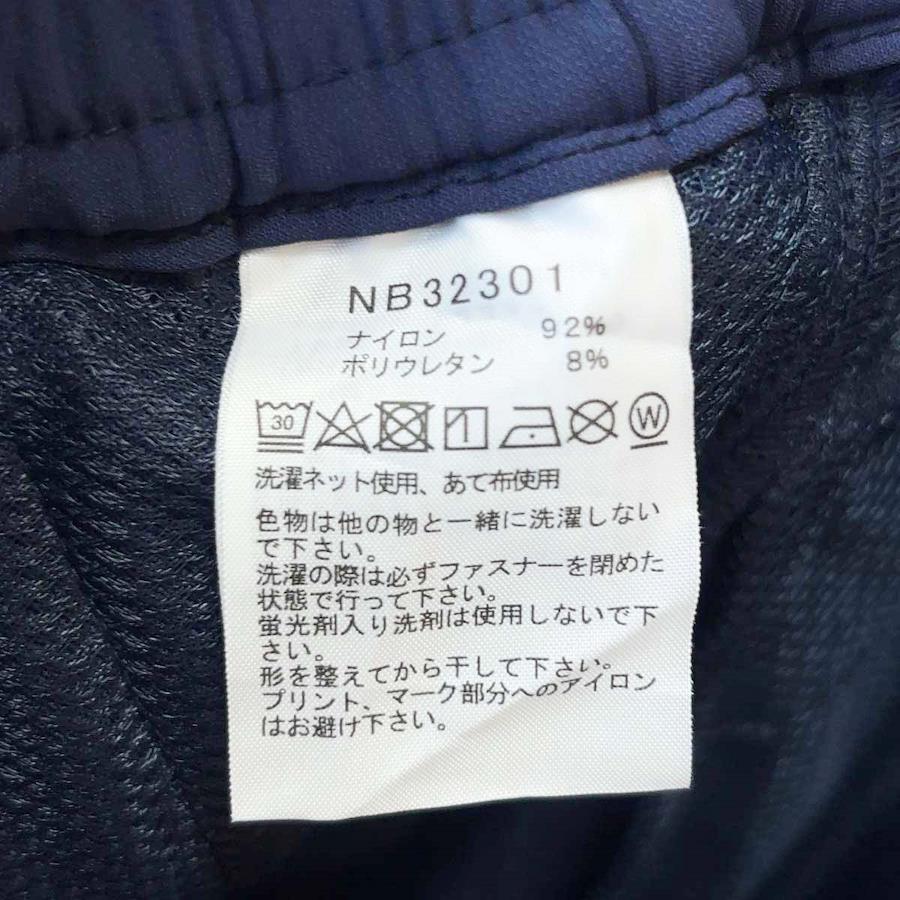 NB32301
ナイロン 92%
ポリウレタン 8%
30 W
洗濯ネット使用、あて布使用
色物は他の物と一緒に洗濯しない
で下さい。
洗濯の際は必ずファスナーを閉めた
状態で行って下さい。
蛍光剤入り洗剤は使用しないで下
さい。
形を整えてから干して下さい。
プリント、マーク部分へのアイロン
はお避け下さい。